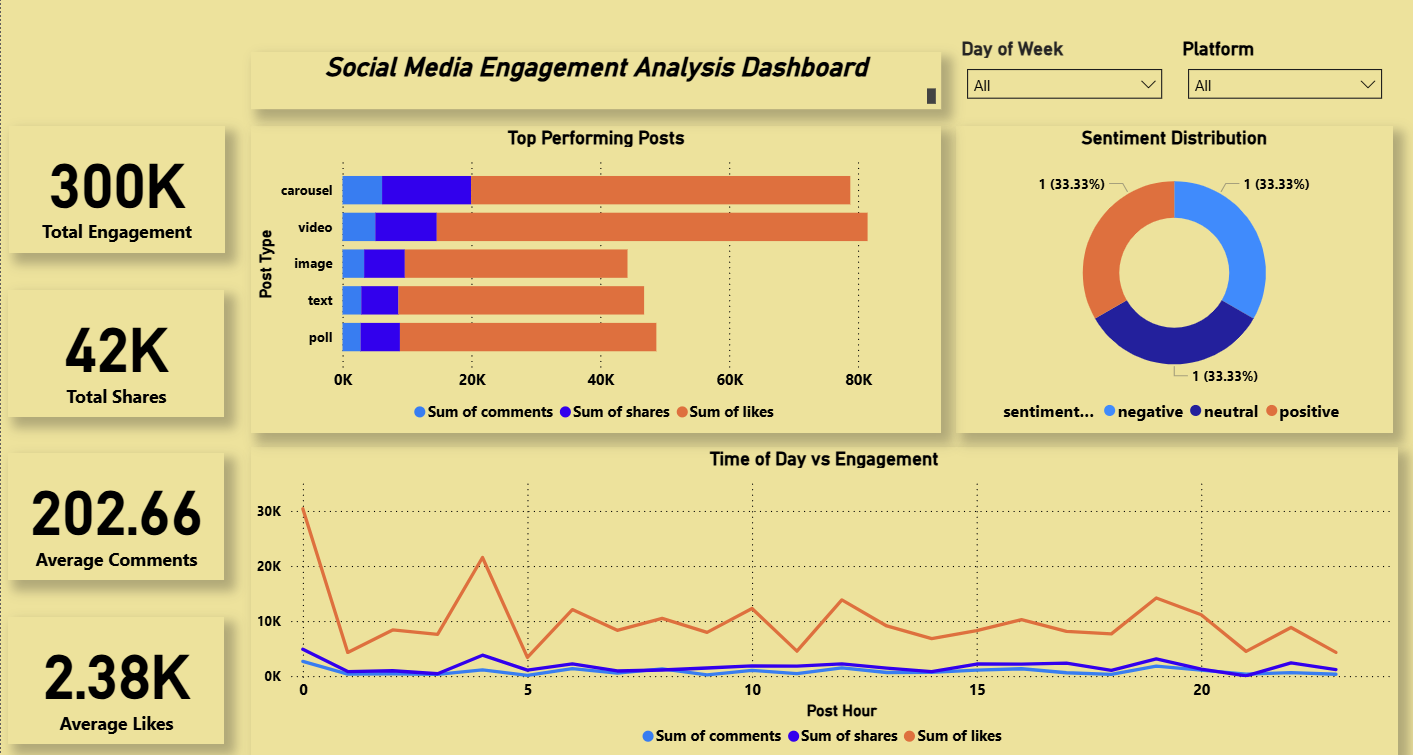 Social Media Engagement Analysis Dashboard
Day of Week
All
Platform
All
300K
Total Engagement
42K
Total Shares
202.66
Average Comments
2.38K
Average Likes
Top Performing Posts
Post Type
carousel
video
image
text
poll
0K 20K 40K 60K 80K
Sum of comments Sum of shares Sum of likes
Sentiment Distribution
1 (33.33%) 1 (33.33%)
1 (33.33%)
sentiment... negative neutral positive
Time of Day vs Engagement
30K
20K
10K
0K
0 5 10 15 20
Post Hour
Sum of comments Sum of shares Sum of likes